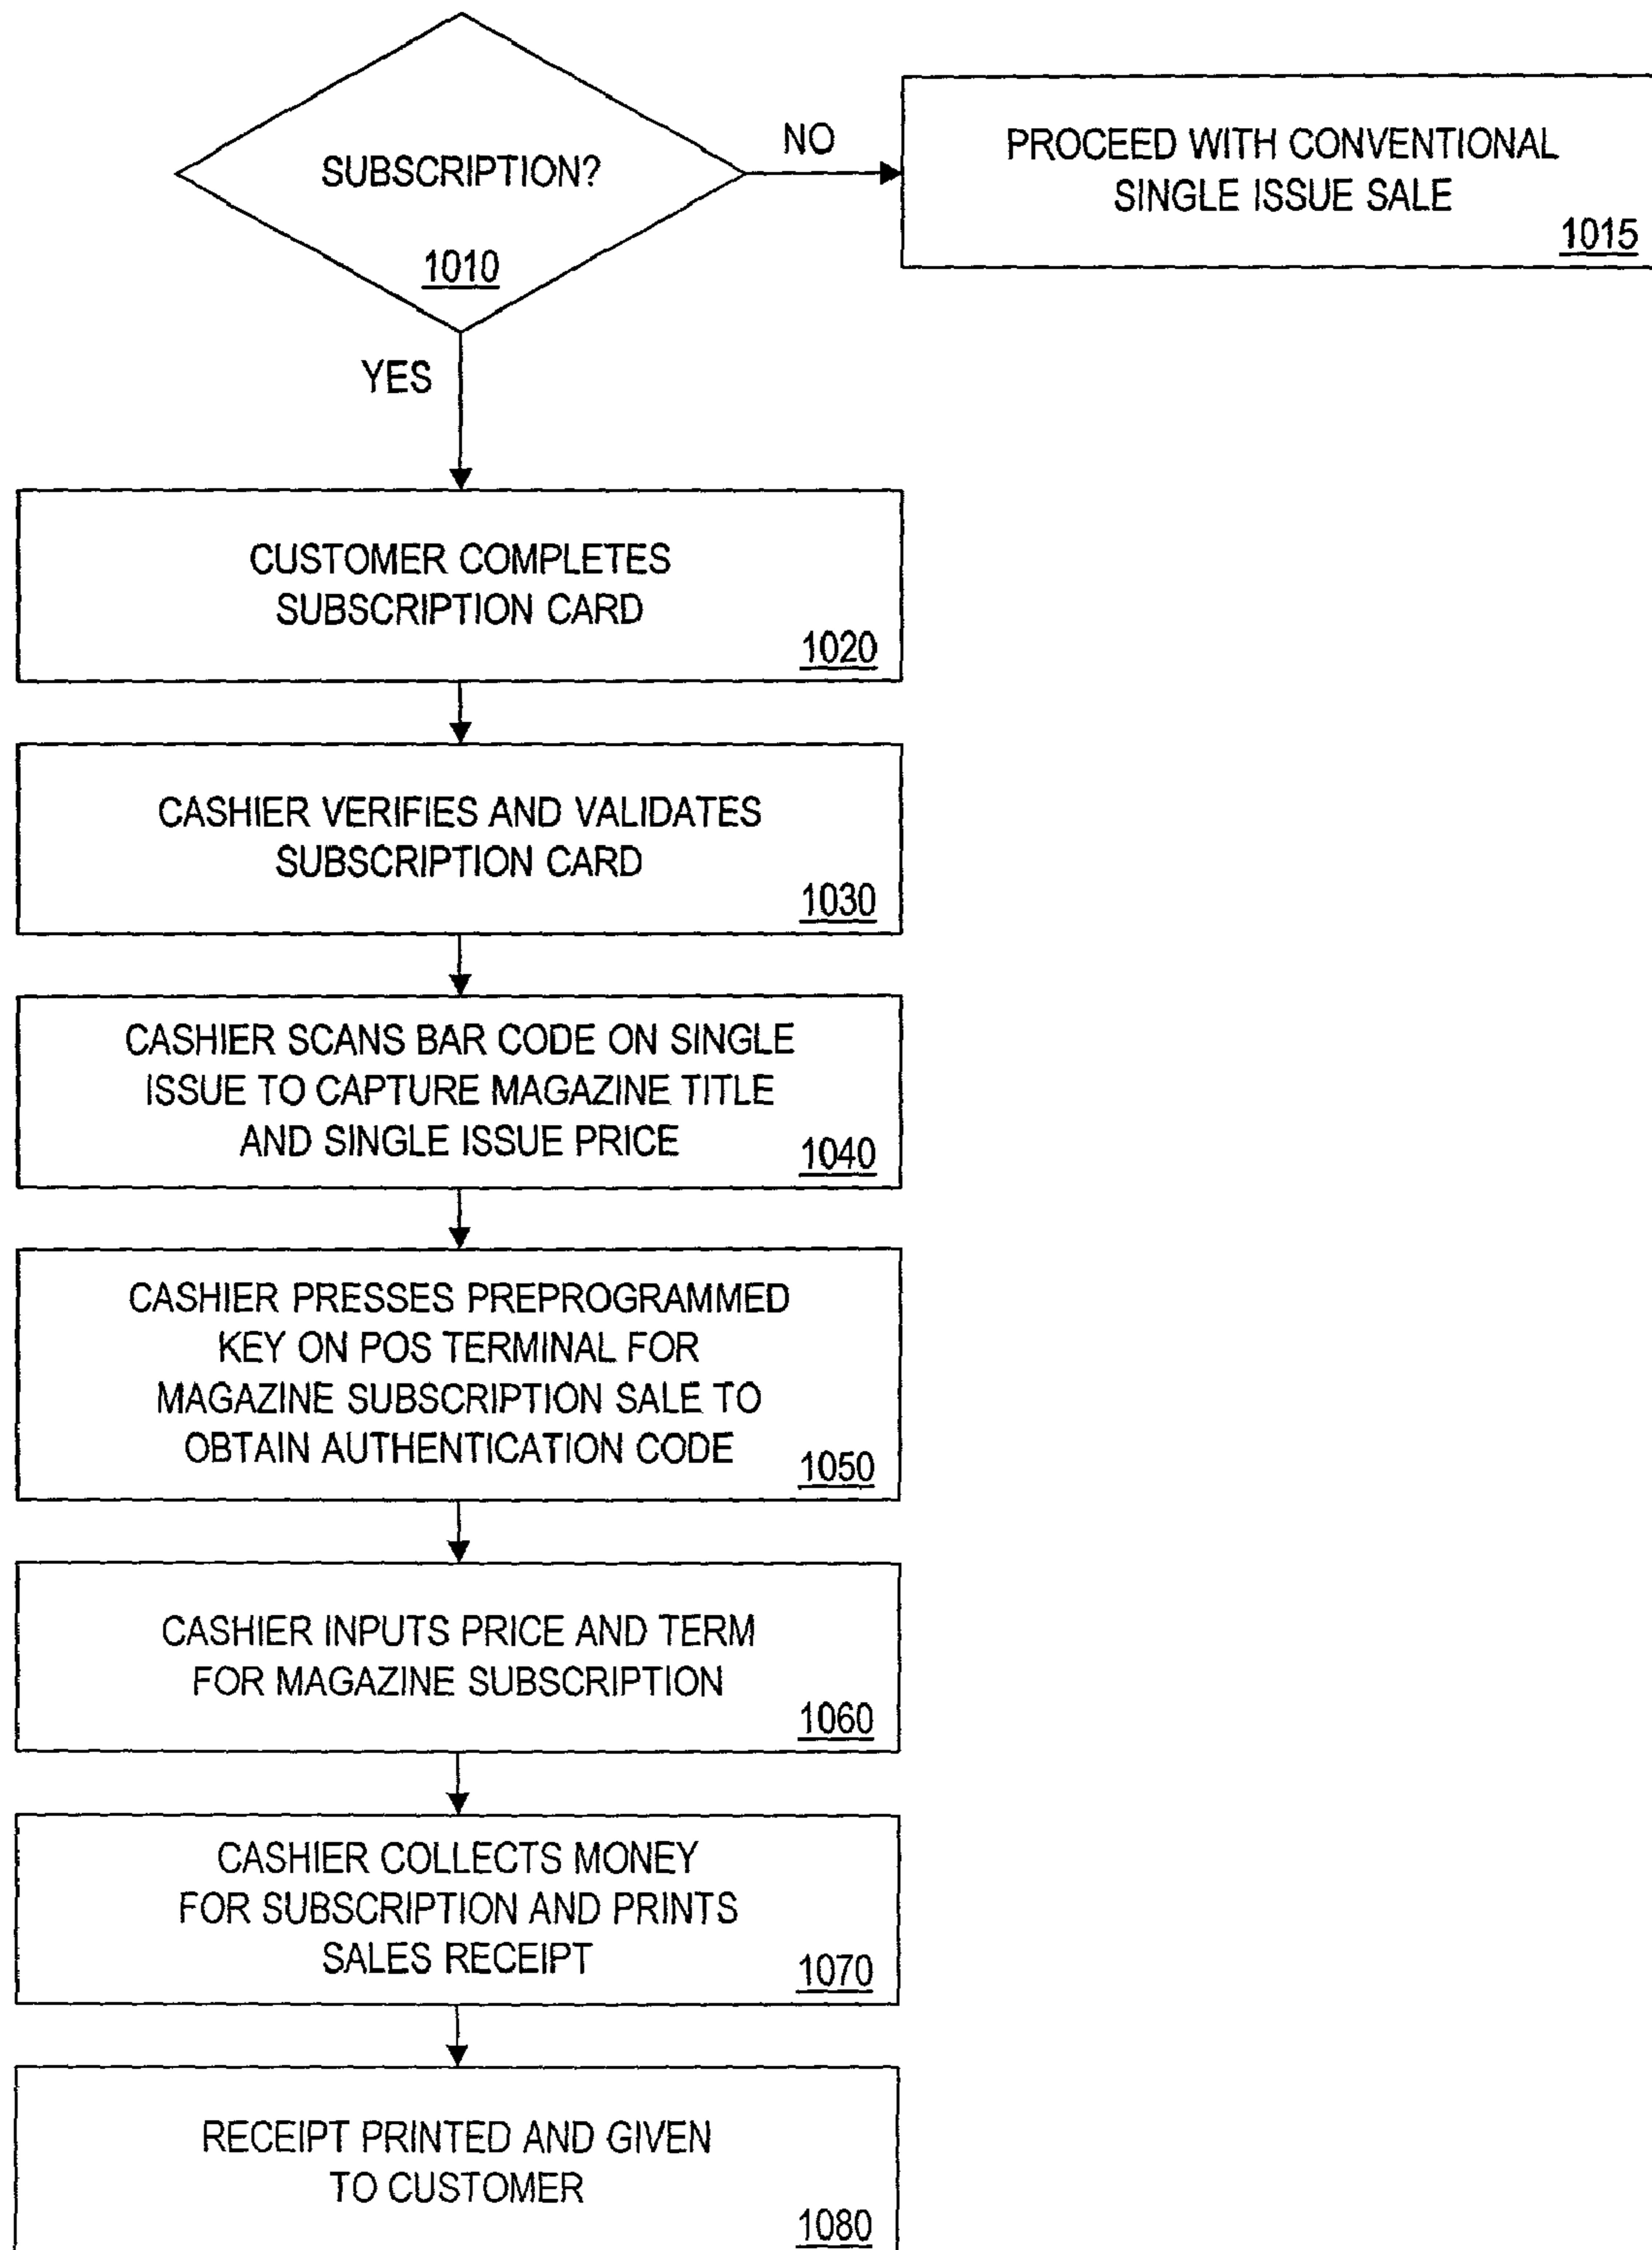 SUBSCRIPTION?
1010
NO
PROCEED WITH CONVENTIONAL
SINGLE ISSUE SALE
1015
YES
CUSTOMER COMPLETES
SUBSCRIPTION CARD
1020
CASHIER VERIFIES AND VALIDATES
SUBSCRIPTION CARD
1030
CASHIER SCANS BAR CODE ON SINGLE
ISSUE TO CAPTURE MAGAZINE TITLE
AND SINGLE ISSUE PRICE
1040
CASHIER PRESSES PREPROGRAMMED
KEY ON POS TERMINAL FOR
MAGAZINE SUBSCRIPTION SALE TO
OBTAIN AUTHENTICATION CODE
1050
CASHIER INPUTS PRICE AND TERM
FOR MAGAZINE SUBSCRIPTION
1060
CASHIER COLLECTS MONEY
FOR SUBSCRIPTION AND PRINTS
SALES RECEIPT
1070
RECEIPT PRINTED AND GIVEN
TO CUSTOMER
1080